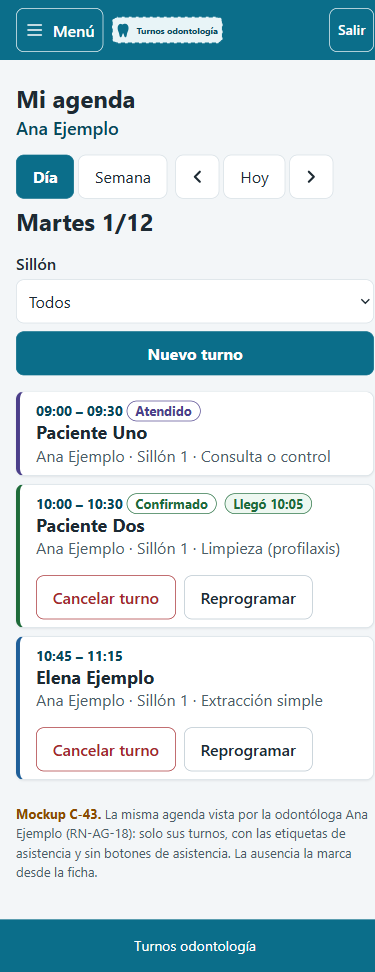 Menú
Turnos odontología
Salir
Mi agenda
Ana Ejemplo
Día Semana Hoy
Martes 1/12
Sillón
Todos
Nuevo turno
09:00 – 09:30 Atendido
Paciente Uno
Ana Ejemplo · Sillón 1 · Consulta o control
10:00 – 10:30 Confirmado Llegó 10:05
Paciente Dos
Ana Ejemplo · Sillón 1 · Limpieza (profilaxis)
Cancelar turno Reprogramar
10:45 – 11:15
Elena Ejemplo
Ana Ejemplo · Sillón 1 · Extracción simple
Cancelar turno Reprogramar
Mockup C-43. La misma agenda vista por la odontóloga Ana
Ejemplo (RN-AG-18): solo sus turnos, con las etiquetas de
asistencia y sin botones de asistencia. La ausencia la marca
desde la ficha.
Turnos odontología